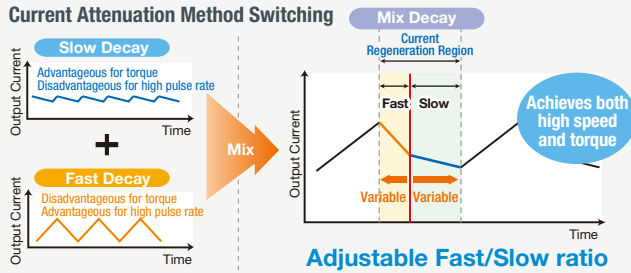 Current Attenuation Method Switching
Slow Decay
Output Current
Advantageous for torque
Disadvantageous for high pulse rate
Time
+
Fast Decay
Output Current
Disadvantageous for torque
Advantageous for high pulse rate
Time
Mix
Mix Decay
Current
Regeneration Region
Output Current
Fast
Slow
Achieves both
high speed
and torque
Variable
Variable
Time
Adjustable Fast/Slow ratio